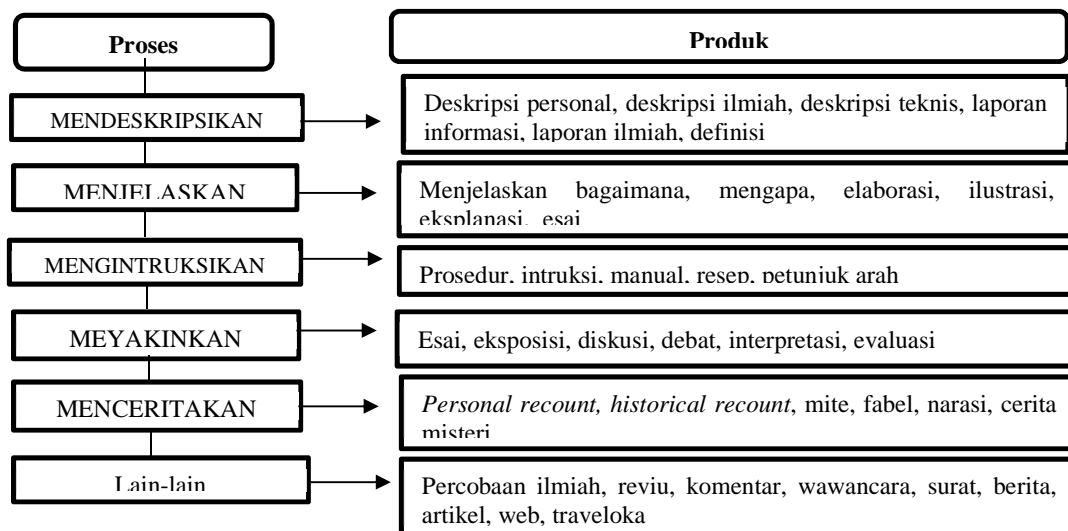 Proses
Produk
MENDESKRIPSIKAN
Deskripsi personal, deskripsi ilmiah, deskripsi teknis, laporan
informasi, laporan ilmiah, definisi
MENJELASKAN
Menjelaskan bagaimana, mengapa, elaborasi, ilustrasi,
eksplanasi, esai
MENGINTRUKSIKAN
Prosedur, intruksi, manual, resep, petunjuk arah
MEYAKINKAN
Esai, eksposisi, diskusi, debat, interpretasi, evaluasi
MENCERITAKAN
Personal recount, historical recount, mite, fabel, narasi, cerita
misteri
Lain-lain
Percobaan ilmiah, reviu, komentar, wawancara, surat, berita,
artikel, web, traveloka